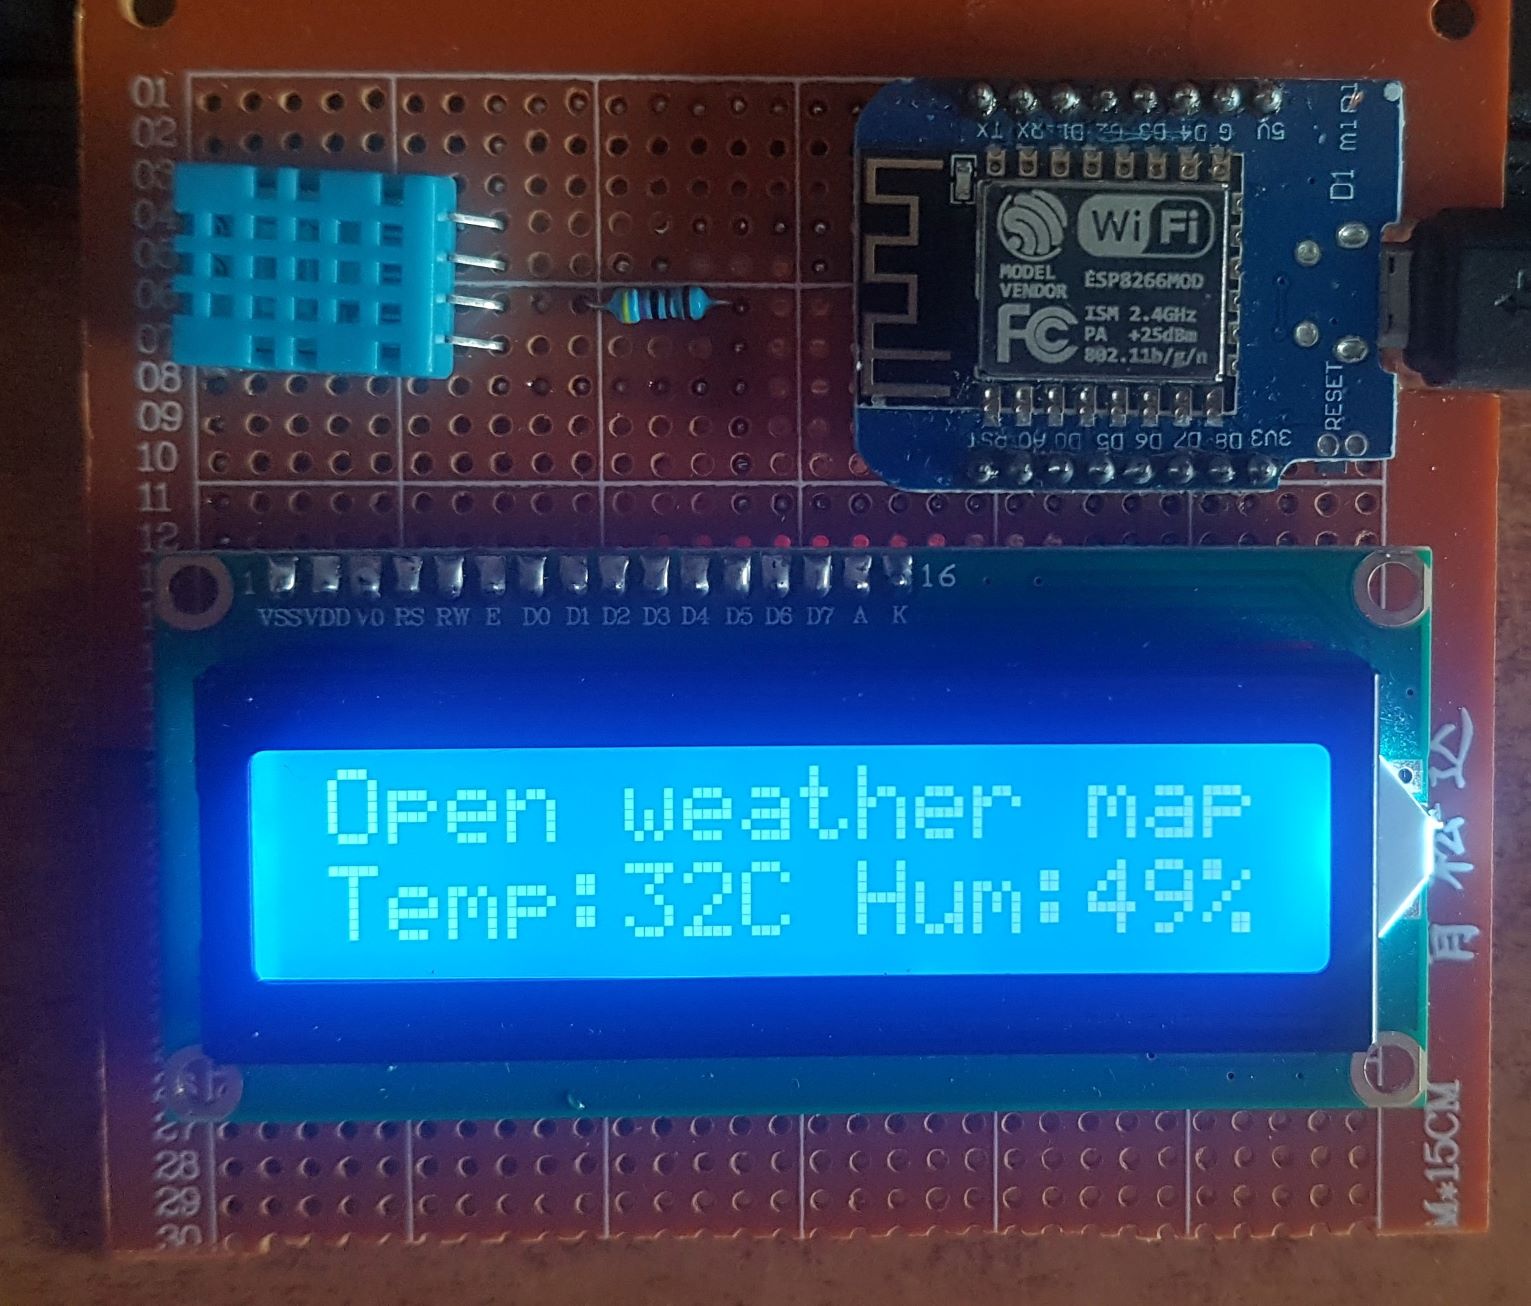 01
02
03
04
05
06
07
08
09
10
11
12
TX RX D1 D2 D3 D4 G 5V
D1 mini
WiFi
MODEL
VENDOR
ESP8266MOD
ISM 2.4GHz
PA +25dBm
802.11b/g/n
FC
RST A0 D0 D5 D6 D7 D8 3V3
RESET
1
16
VSS VDD V0 RS RW E D0 D1 D2 D3 D4 D5 D6 D7 A K
Open weather map
Temp:32C Hum:49%
27
28
29
30
M*15CM